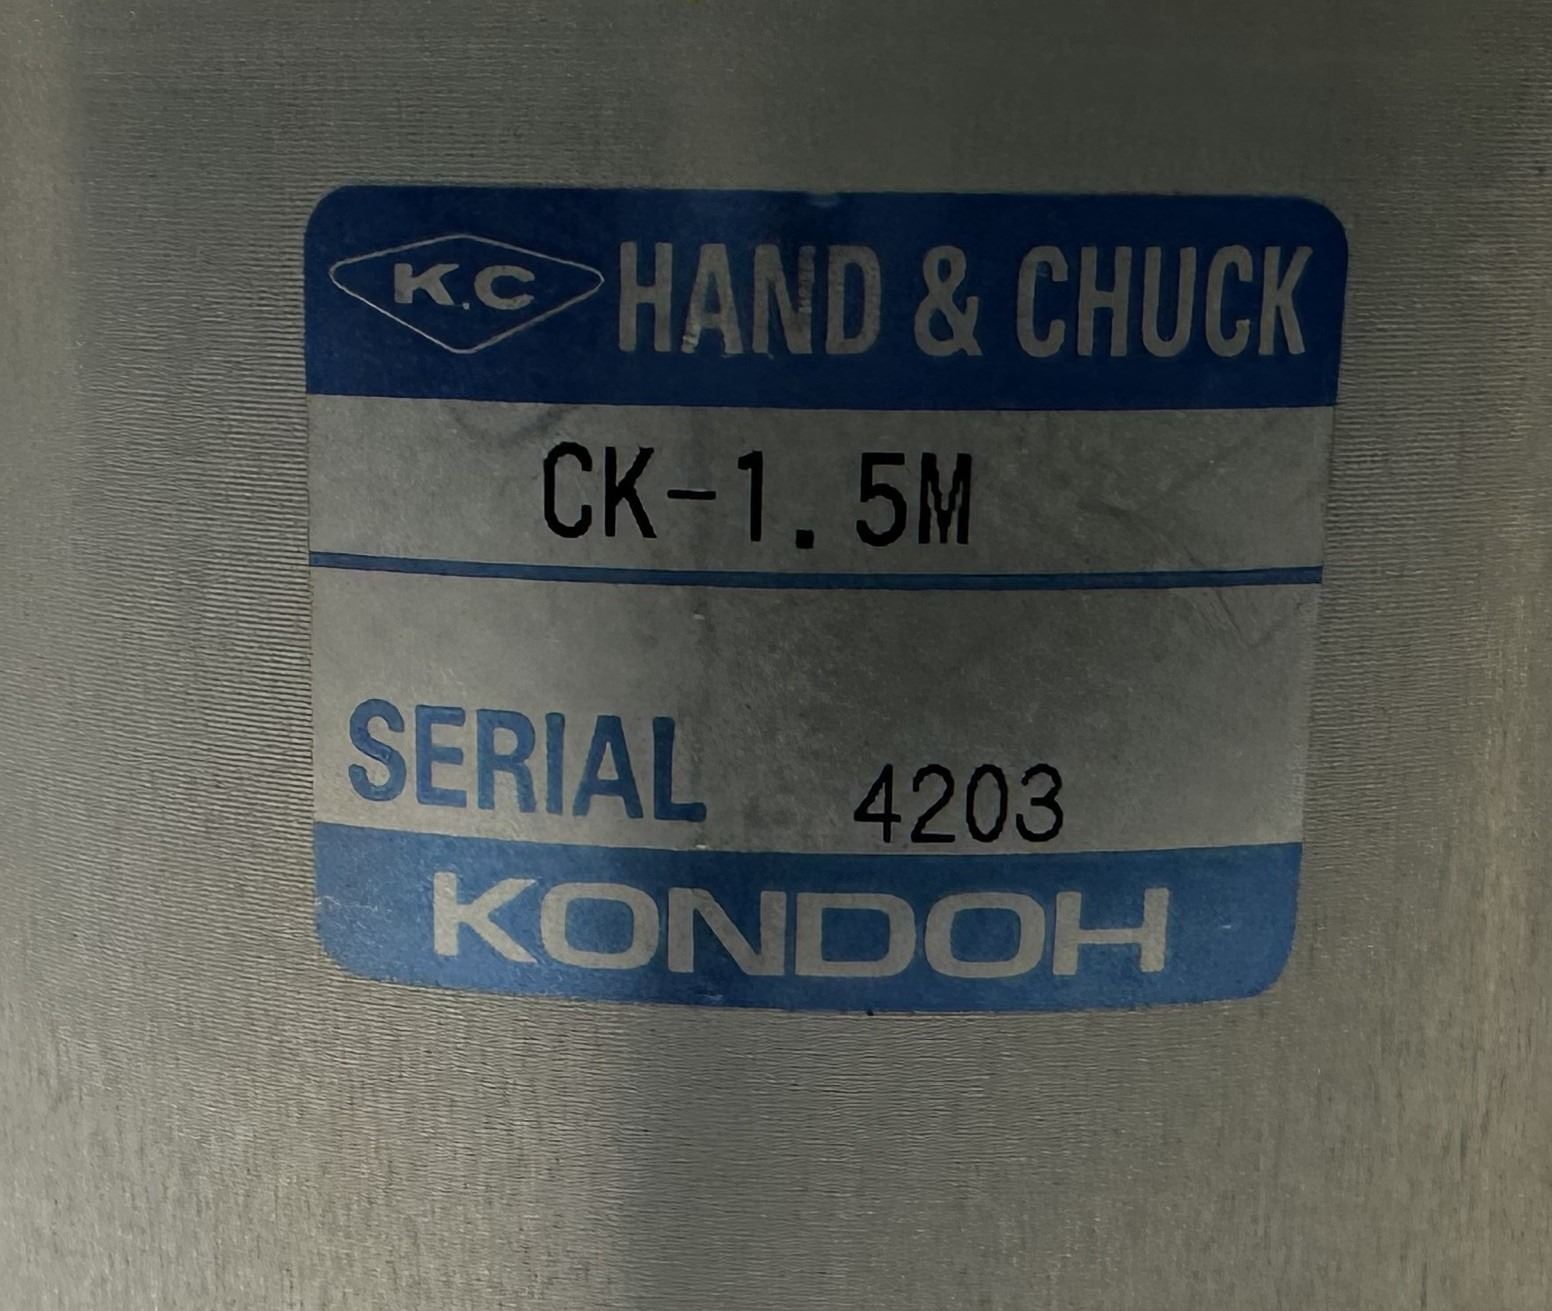 K.C HAND & CHUCK
CK-1.5M
SERIAL 4203
KONDOH